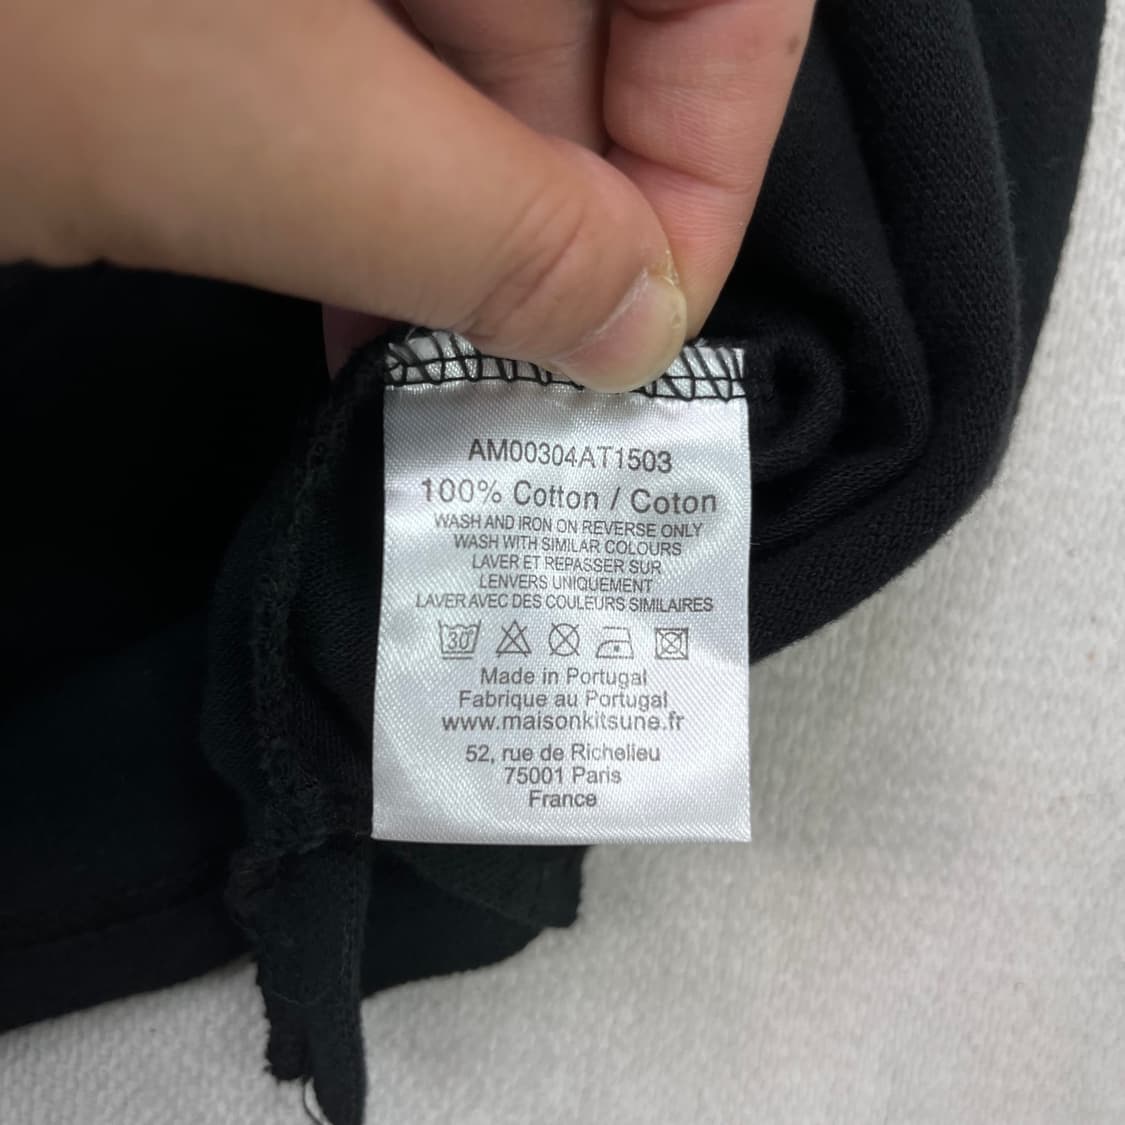 AM00304AT1503
100% Cotton / Coton
WASH AND IRON ON REVERSE ONLY
WASH WITH SIMILAR COLOURS
LAVER ET REPASSER SUR
LENVERS UNIQUEMENT
LAVER AVEC DES COULEURS SIMILAIRES
30°
Made in Portugal
Fabrique au Portugal
www.maisonkitsune.fr
52, rue de Richelieu
75001 Paris
France